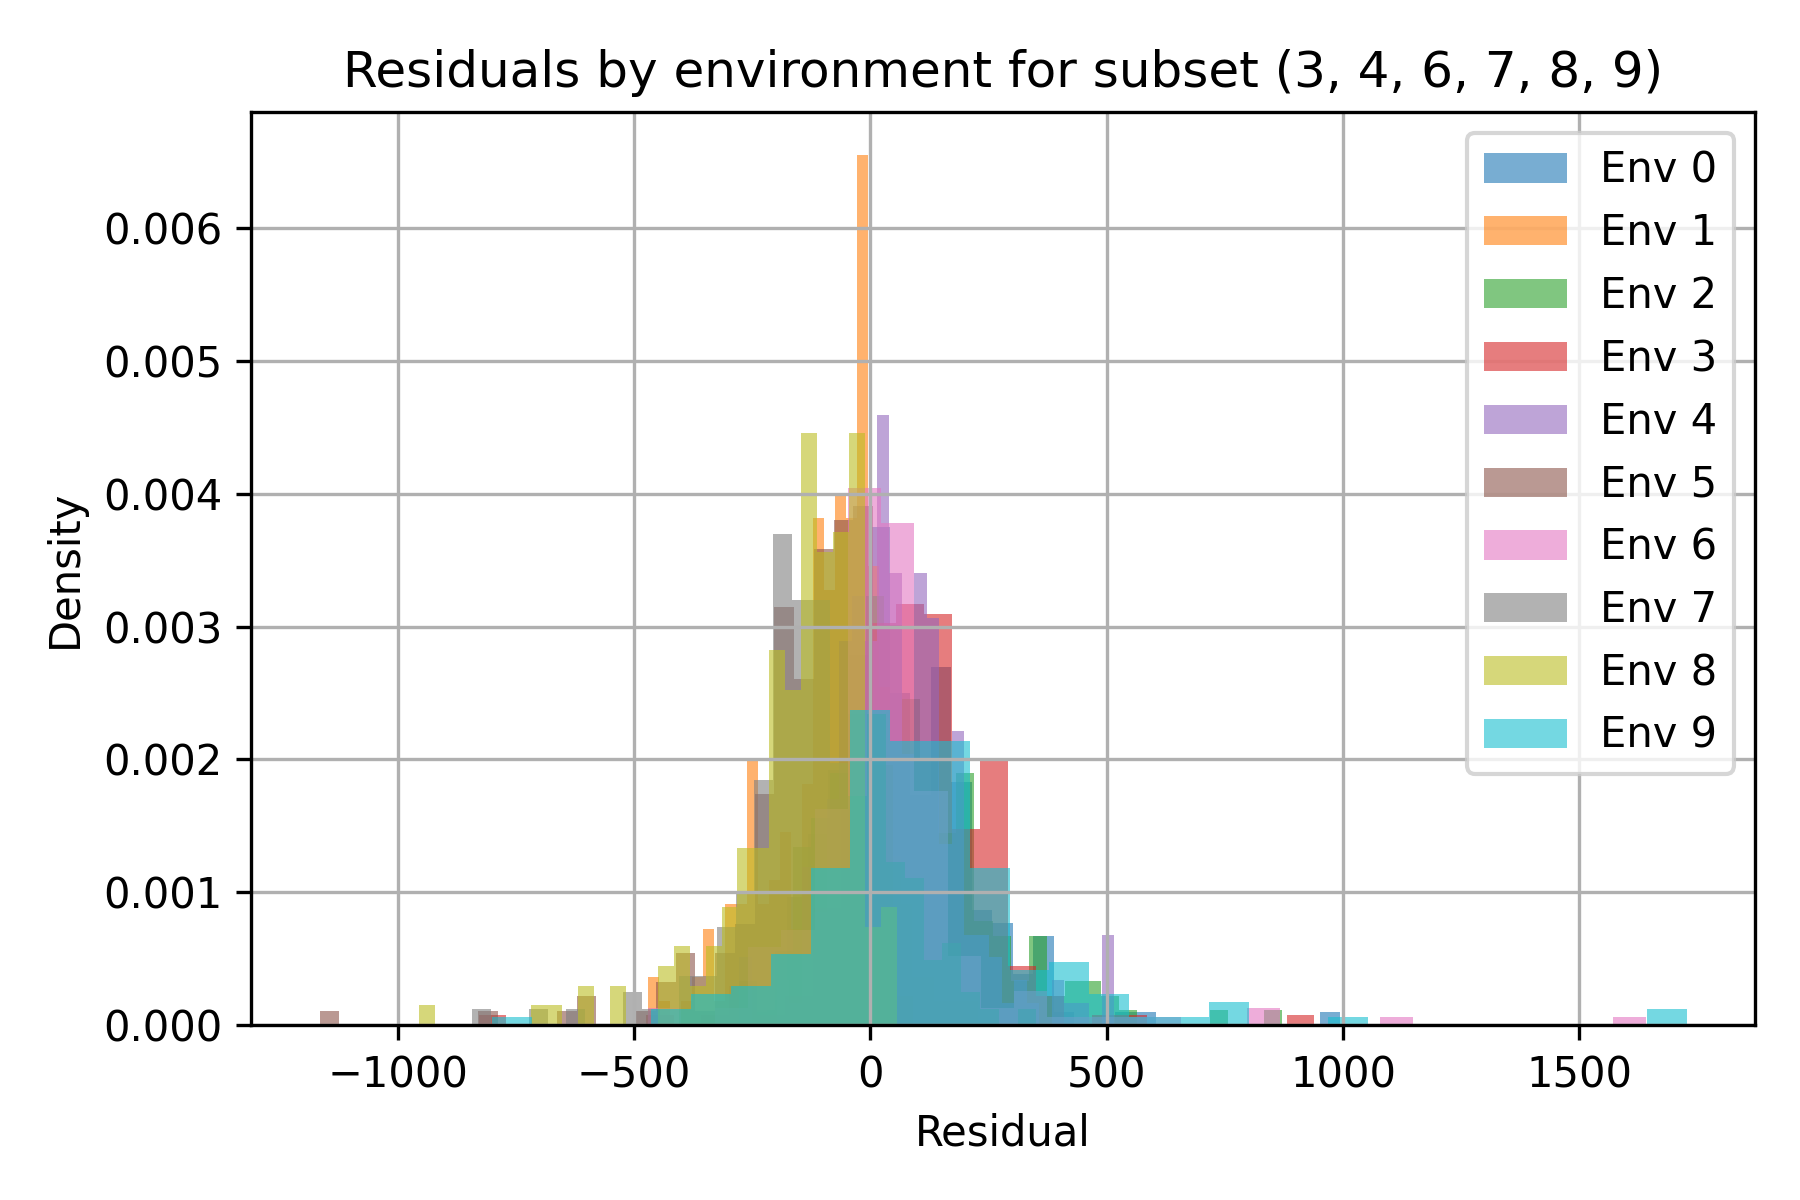 Residuals by environment for subset (3, 4, 6, 7, 8, 9)
Env 0
Env 1
Env 2
Env 3
Env 4
Env 5
Env 6
Env 7
Env 8
Env 9
0.006
0.005
0.004
0.003
0.002
0.001
0.000
Density
−1000
−500
0
500
1000
1500
Residual